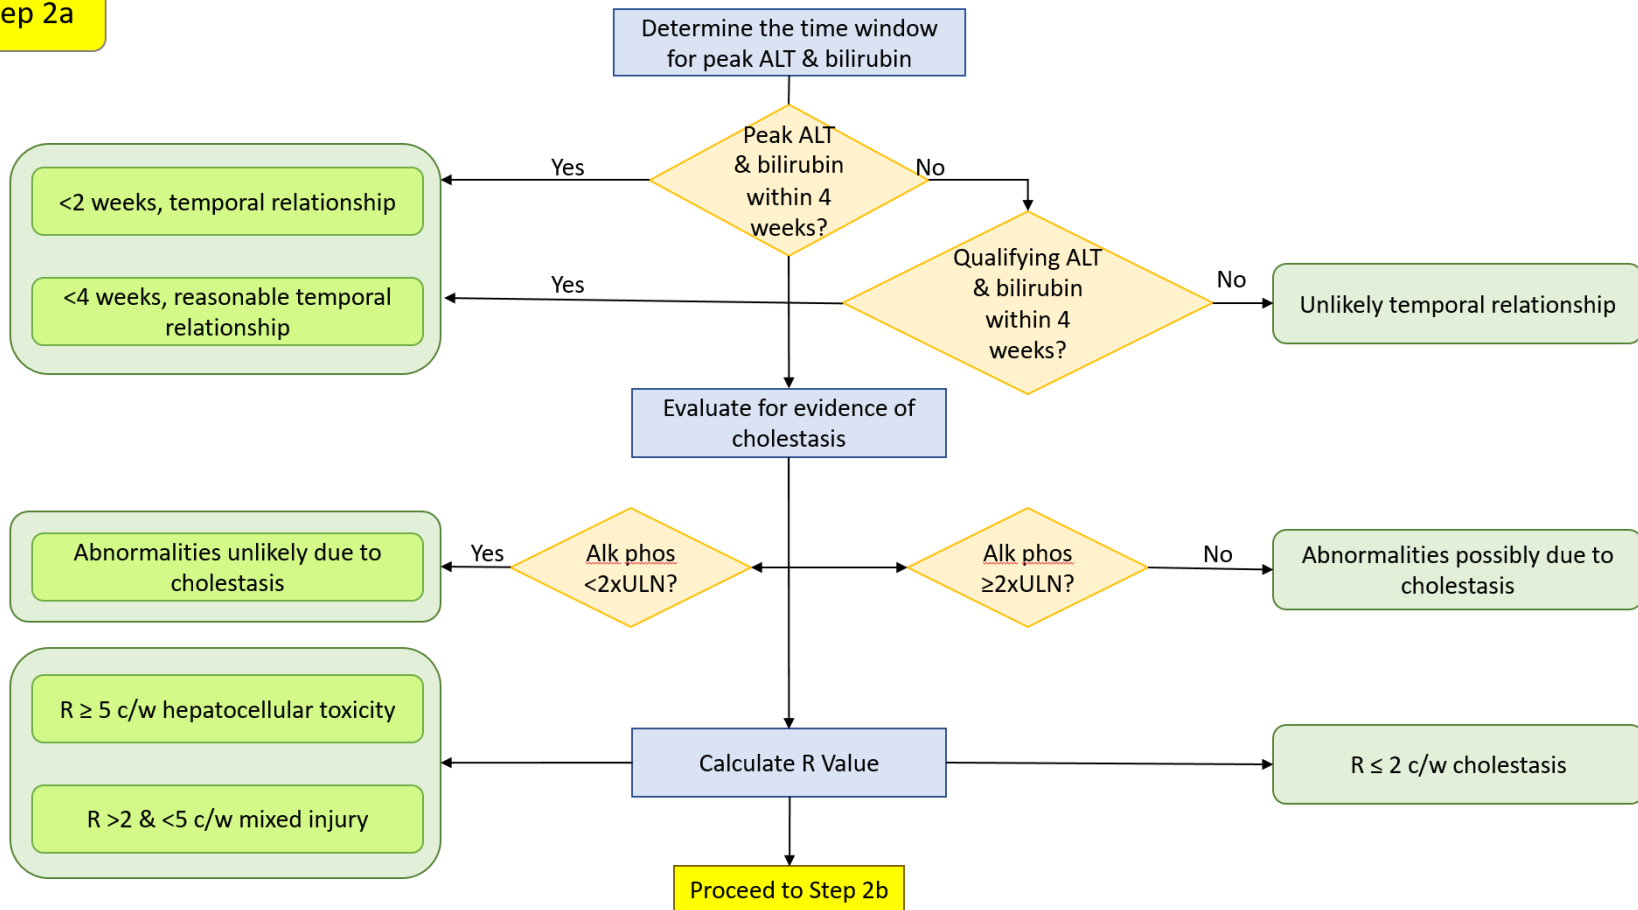 ep 2a
Determine the time window
for peak ALT & bilirubin
Peak ALT
& bilirubin
within 4
weeks?
Yes
No
<2 weeks, temporal relationship
<4 weeks, reasonable temporal
relationship
Yes
Qualifying ALT
& bilirubin
within 4
weeks?
No
Unlikely temporal relationship
Evaluate for evidence of
cholestasis
Abnormalities unlikely due to
cholestasis
Yes
Alk phos
<2xULN?
Alk phos
≥2xULN?
No
Abnormalities possibly due to
cholestasis
R ≥ 5 c/w hepatocellular toxicity
R >2 & <5 c/w mixed injury
Calculate R Value
R ≤ 2 c/w cholestasis
Proceed to Step 2b